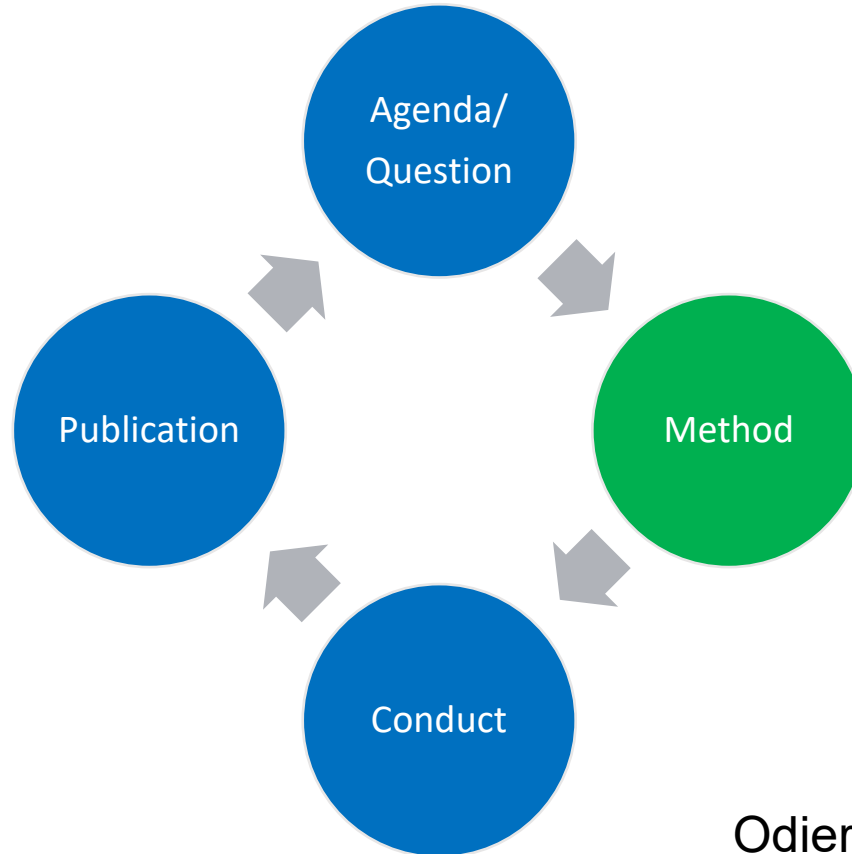 Agenda/
Question
Publication
Method
Conduct
Odier